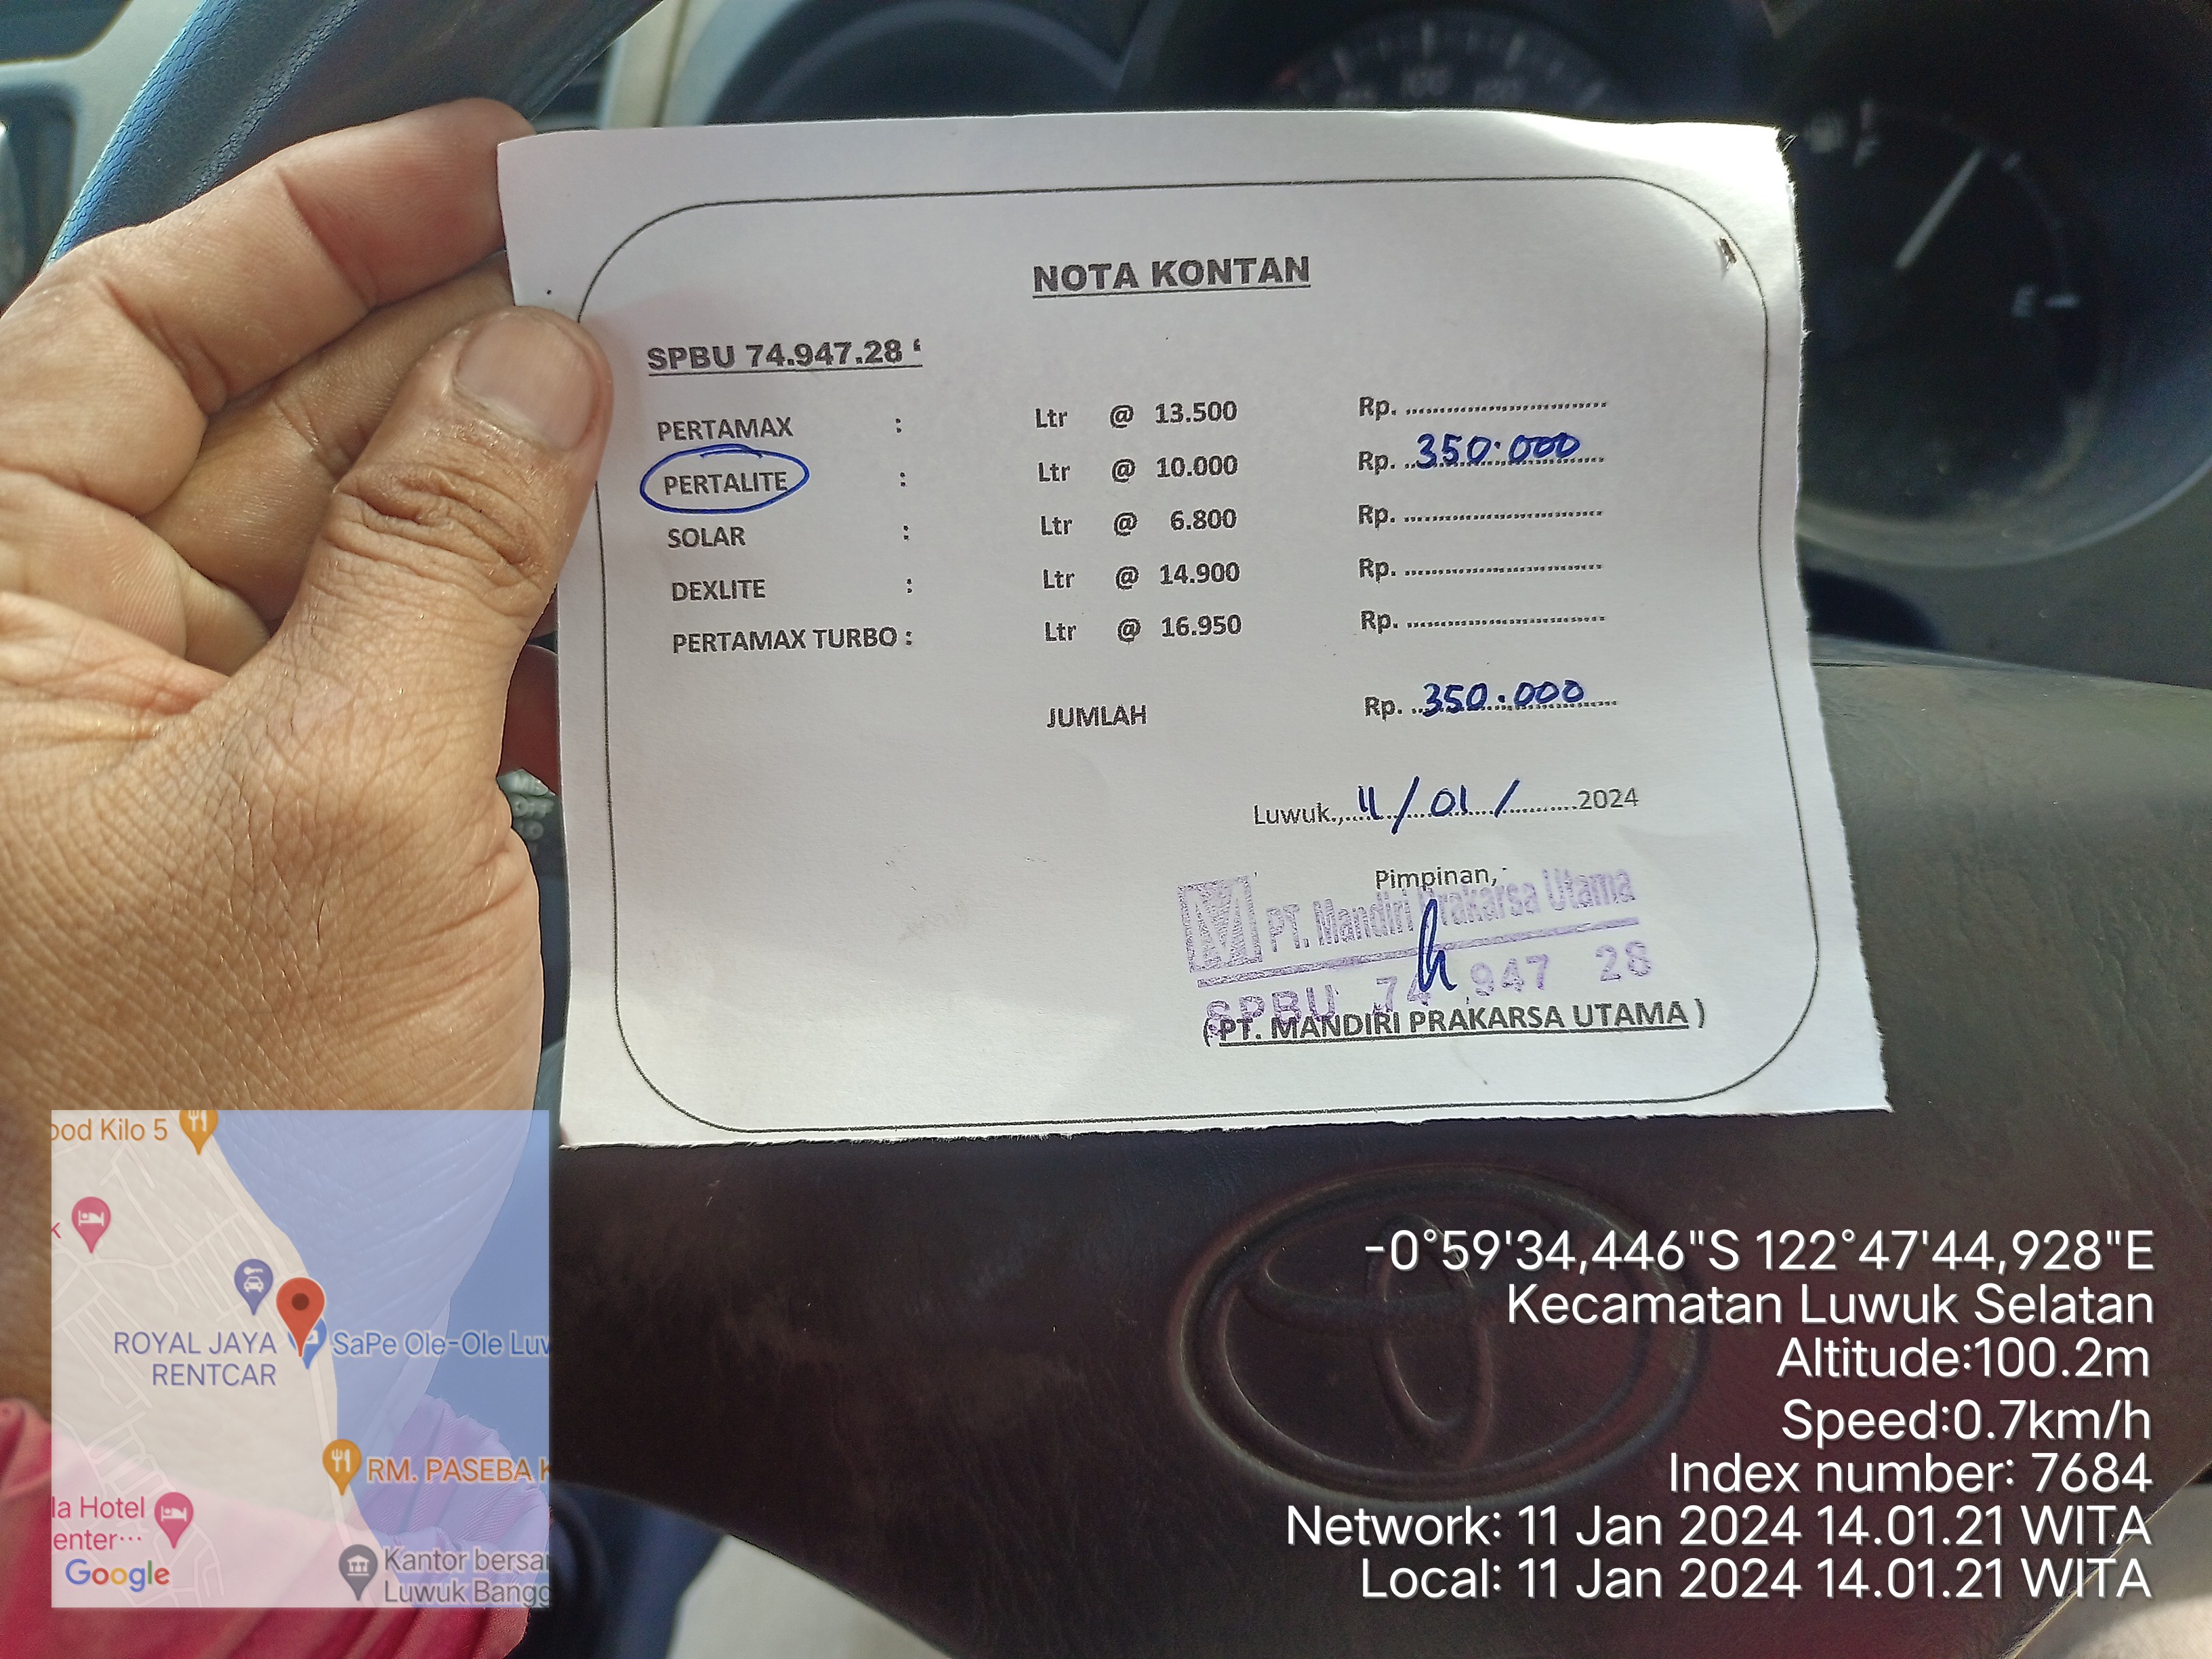 NOTA KONTAN
SPBU 74.947.28 ‘
PERTAMAX : Ltr @ 13.500 Rp. ..............................
PERTALITE : Ltr @ 10.000 Rp. 350.000
SOLAR : Ltr @ 6.800 Rp. ..............................
DEXLITE : Ltr @ 14.900 Rp. ..............................
PERTAMAX TURBO : Ltr @ 16.950 Rp. ..............................
JUMLAH Rp. 350.000
Luwuk., 11 / 01 / 2024
Pimpinan,
M PT. Mandiri Prakarsa Utama
SPBU 74 947 28
( PT. MANDIRI PRAKARSA UTAMA )
F
E
ood Kilo 5
k
ROYAL JAYA
RENTCAR
SaPe Ole-Ole Luw
RM. PASEBA K
la Hotel
enter...
Google
Kantor bersar
Luwuk Bangg
-0°59'34,446"S 122°47'44,928"E
Kecamatan Luwuk Selatan
Altitude:100.2m
Speed:0.7km/h
Index number: 7684
Network: 11 Jan 2024 14.01.21 WITA
Local: 11 Jan 2024 14.01.21 WITA